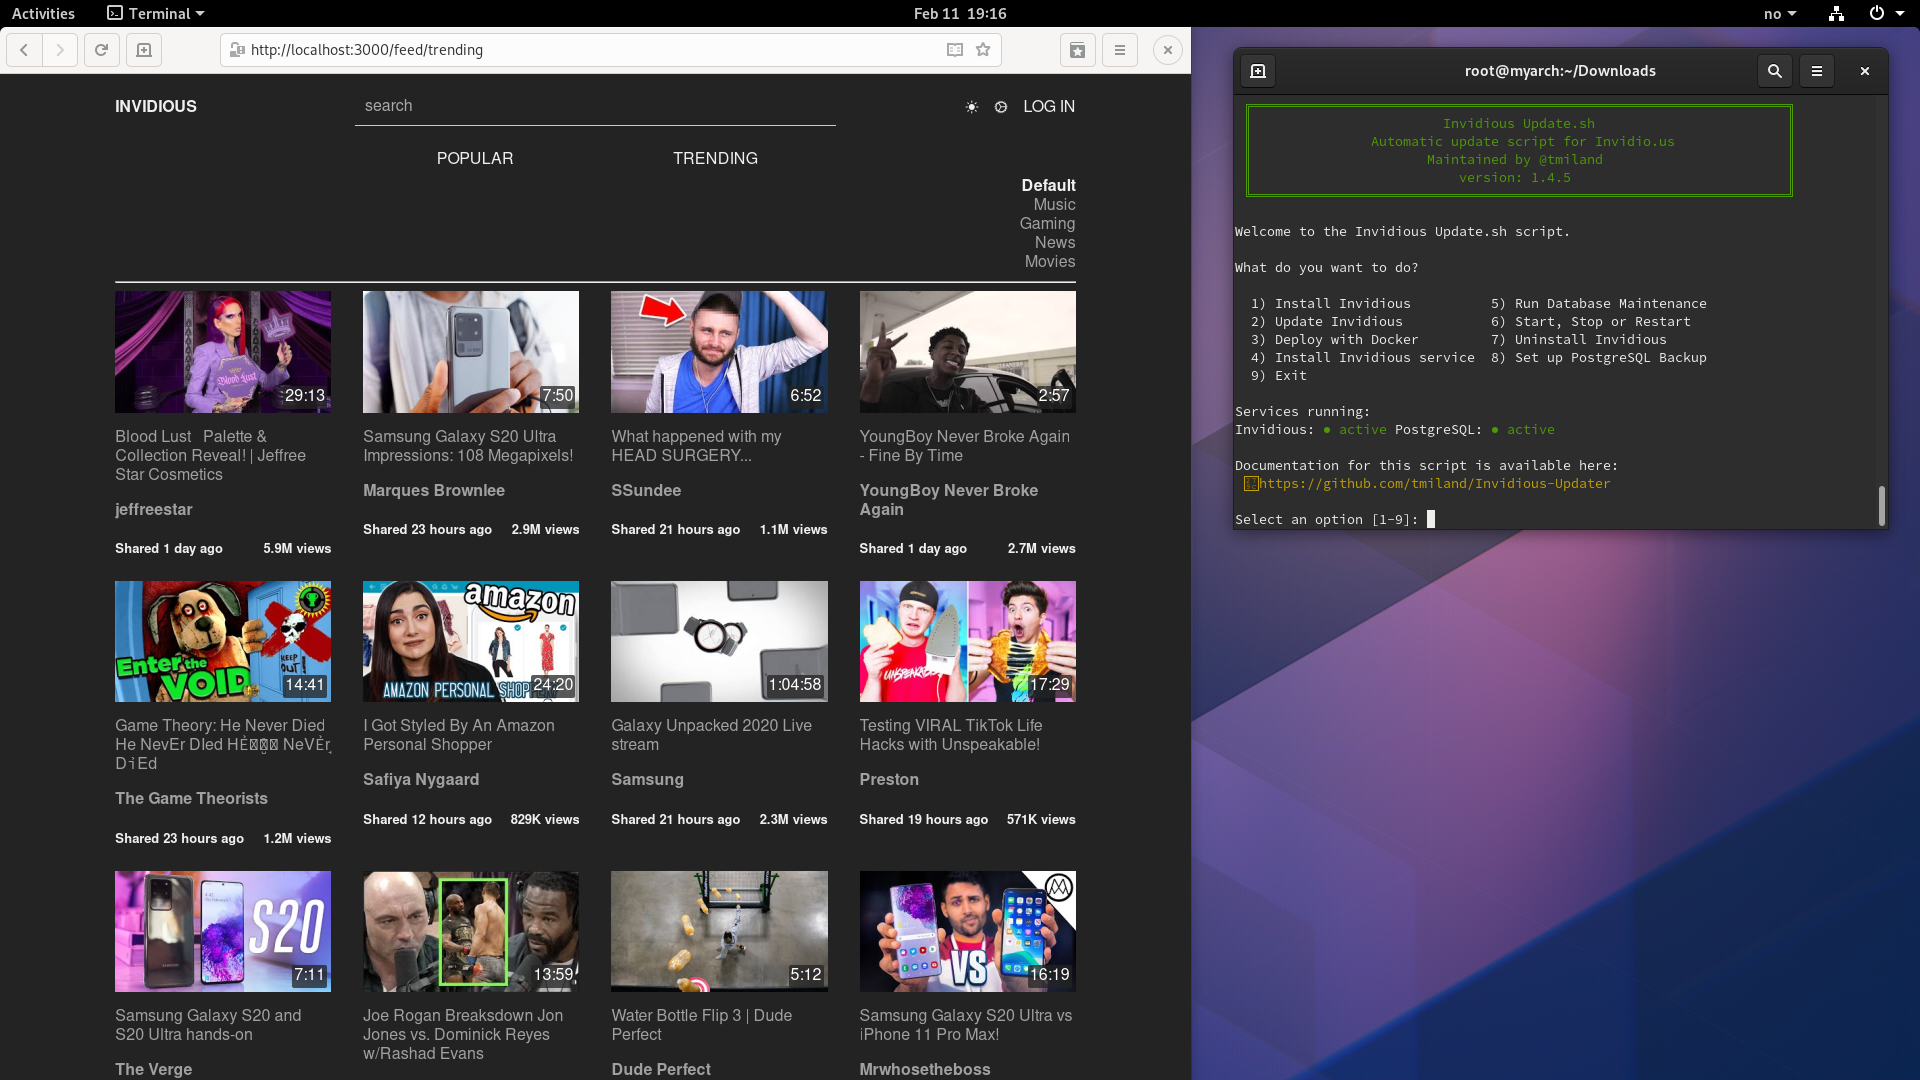 Activities
Terminal
Feb 11 19:16
no
http://localhost:3000/feed/trending
INVIDIOUS
search
LOG IN
POPULAR
TRENDING
Default
Music
Gaming
News
Movies
Blood Lust
29:13
7:50
6:52
2:57
Blood Lust Palette &
Collection Reveal! | Jeffree
Star Cosmetics
jeffreestar
Shared 1 day ago 5.9M views
Samsung Galaxy S20 Ultra
Impressions: 108 Megapixels!
Marques Brownlee
Shared 23 hours ago 2.9M views
What happened with my
HEAD SURGERY...
SSundee
Shared 21 hours ago 1.1M views
YoungBoy Never Broke Again
- Fine By Time
YoungBoy Never Broke
Again
Shared 1 day ago 2.7M views
Enter the
VOID
KEEP
OUT!
14:41
amazon
AMAZON PERSONAL
24:20
1:04:58
17:29
Game Theory: He Never Died
He NevEr DIed
DiEd
The Game Theorists
Shared 23 hours ago 1.2M views
I Got Styled By An Amazon
Personal Shopper
Safiya Nygaard
Shared 12 hours ago 829K views
Galaxy Unpacked 2020 Live
stream
Samsung
Shared 21 hours ago 2.3M views
Testing VIRAL TikTok Life
Hacks with Unspeakable!
Preston
Shared 19 hours ago 571K views
S20
7:11
13:59
5:12
VS
16:19
Samsung Galaxy S20 and
S20 Ultra hands-on
The Verge
Joe Rogan Breaksdown Jon
Jones vs. Dominick Reyes
w/Rashad Evans
Water Bottle Flip 3 | Dude
Perfect
Dude Perfect
Samsung Galaxy S20 Ultra vs
iPhone 11 Pro Max!
Mrwhosetheboss
root@myarch:~/Downloads
Invidious Update.sh
Automatic update script for Invidio.us
Maintained by @tmiland
version: 1.4.5
Welcome to the Invidious Update.sh script.
What do you want to do?
1) Install Invidious 5) Run Database Maintenance
2) Update Invidious 6) Start, Stop or Restart
3) Deploy with Docker 7) Uninstall Invidious
4) Install Invidious service 8) Set up PostgreSQL Backup
9) Exit
Services running:
Invidious: ● active PostgreSQL: ● active
Documentation for this script is available here:
https://github.com/tmiland/Invidious-Updater
Select an option [1-9]: